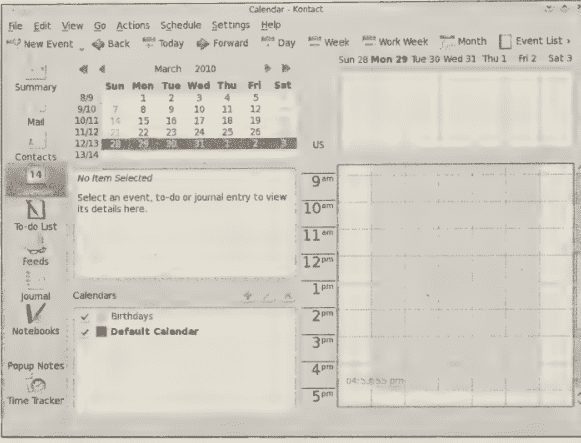 Calendar - Kontact
File Edit View Go Actions Schedule Settings Help
New Event Back Today Forward Day Week Work Week Month Event List
Summary
Mail
Contacts
14
To-do List
Feeds
Journal
Notebooks
Popup Notes
Time Tracker
March 2010
Sun Mon Tue Wed Thu Fri Sat
8/9 1 2 3 4 5
9/10 7 8 9 10 11 12
10/11 14 15 16 17 18 19
11/12 21 22 23 24 25 26
12/13 28 29 30 31 1 2 3
13/14
No Item Selected
Select an event, to-do or journal entry to view
its details here.
Calendars
Birthdays
Default Calendar
Sun 28 Mon 29 Tue 30 Wed 31 Thu 1 Fri 2 Sat 3
US
9am
10am
11am
12pm
1pm
2pm
3pm
4pm
5pm